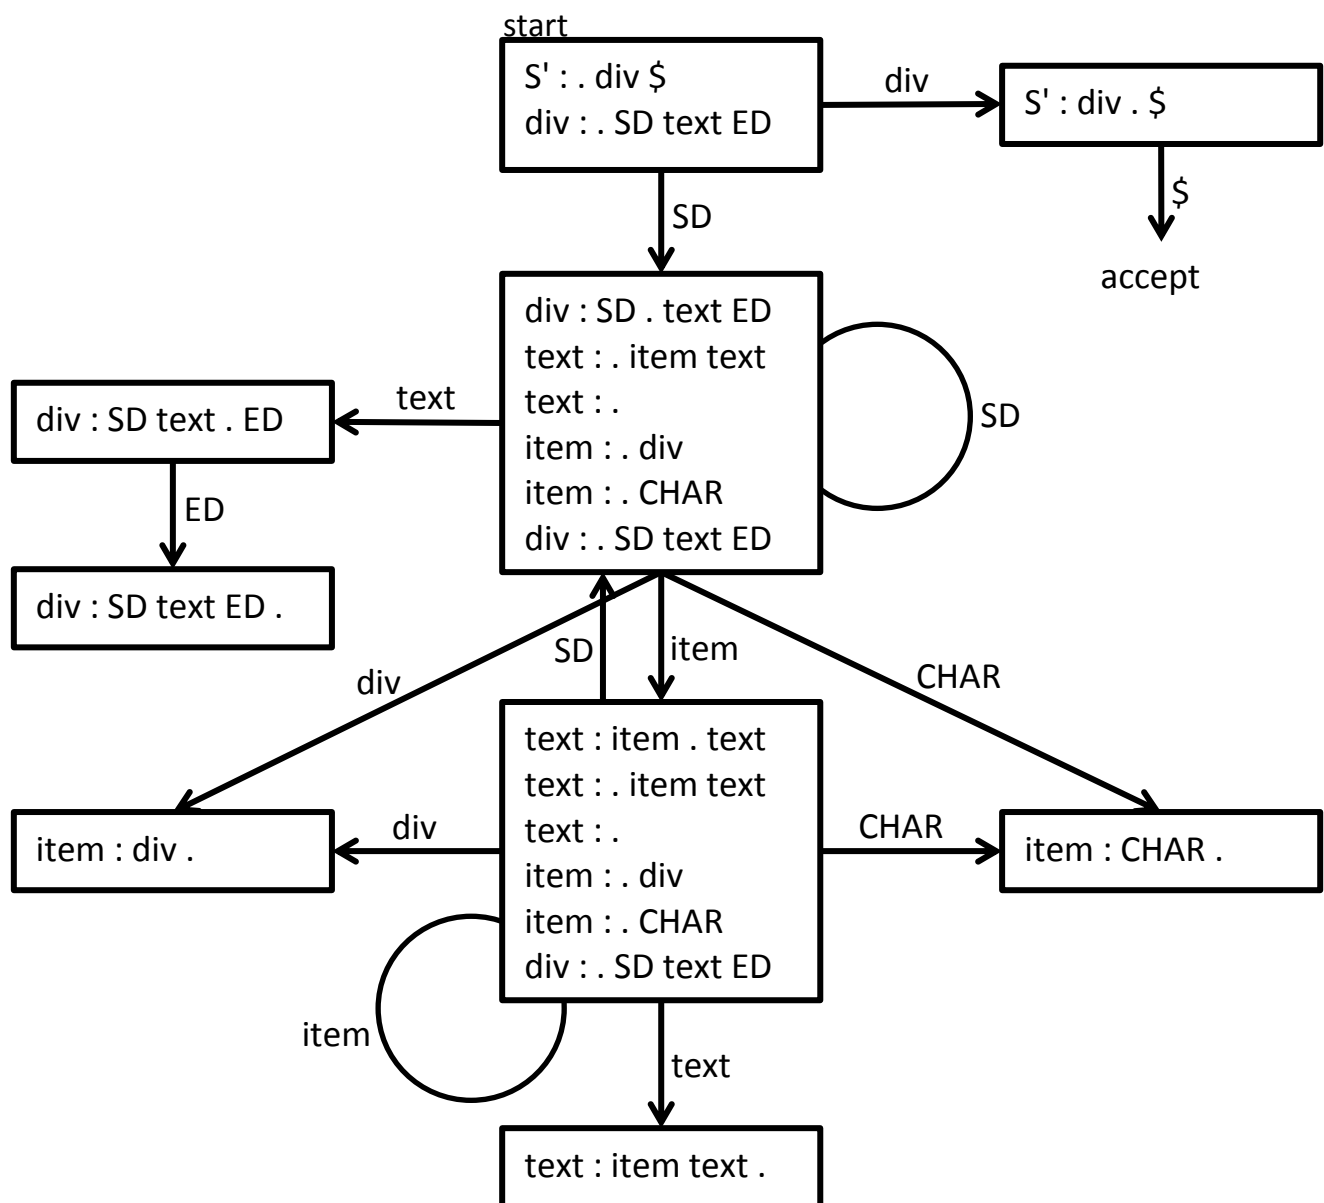 start
S' : . div $
div : . SD text ED
div
S' : div . $
$
accept
SD
div : SD . text ED
text : . item text
text : .
item : . div
item : . CHAR
div : . SD text ED
SD
text
div : SD text . ED
ED
div : SD text ED .
div
SD
item
CHAR
text : item . text
text : . item text
text : .
item : . div
item : . CHAR
div : . SD text ED
div
item : div .
CHAR
item : CHAR .
item
text
text : item text .